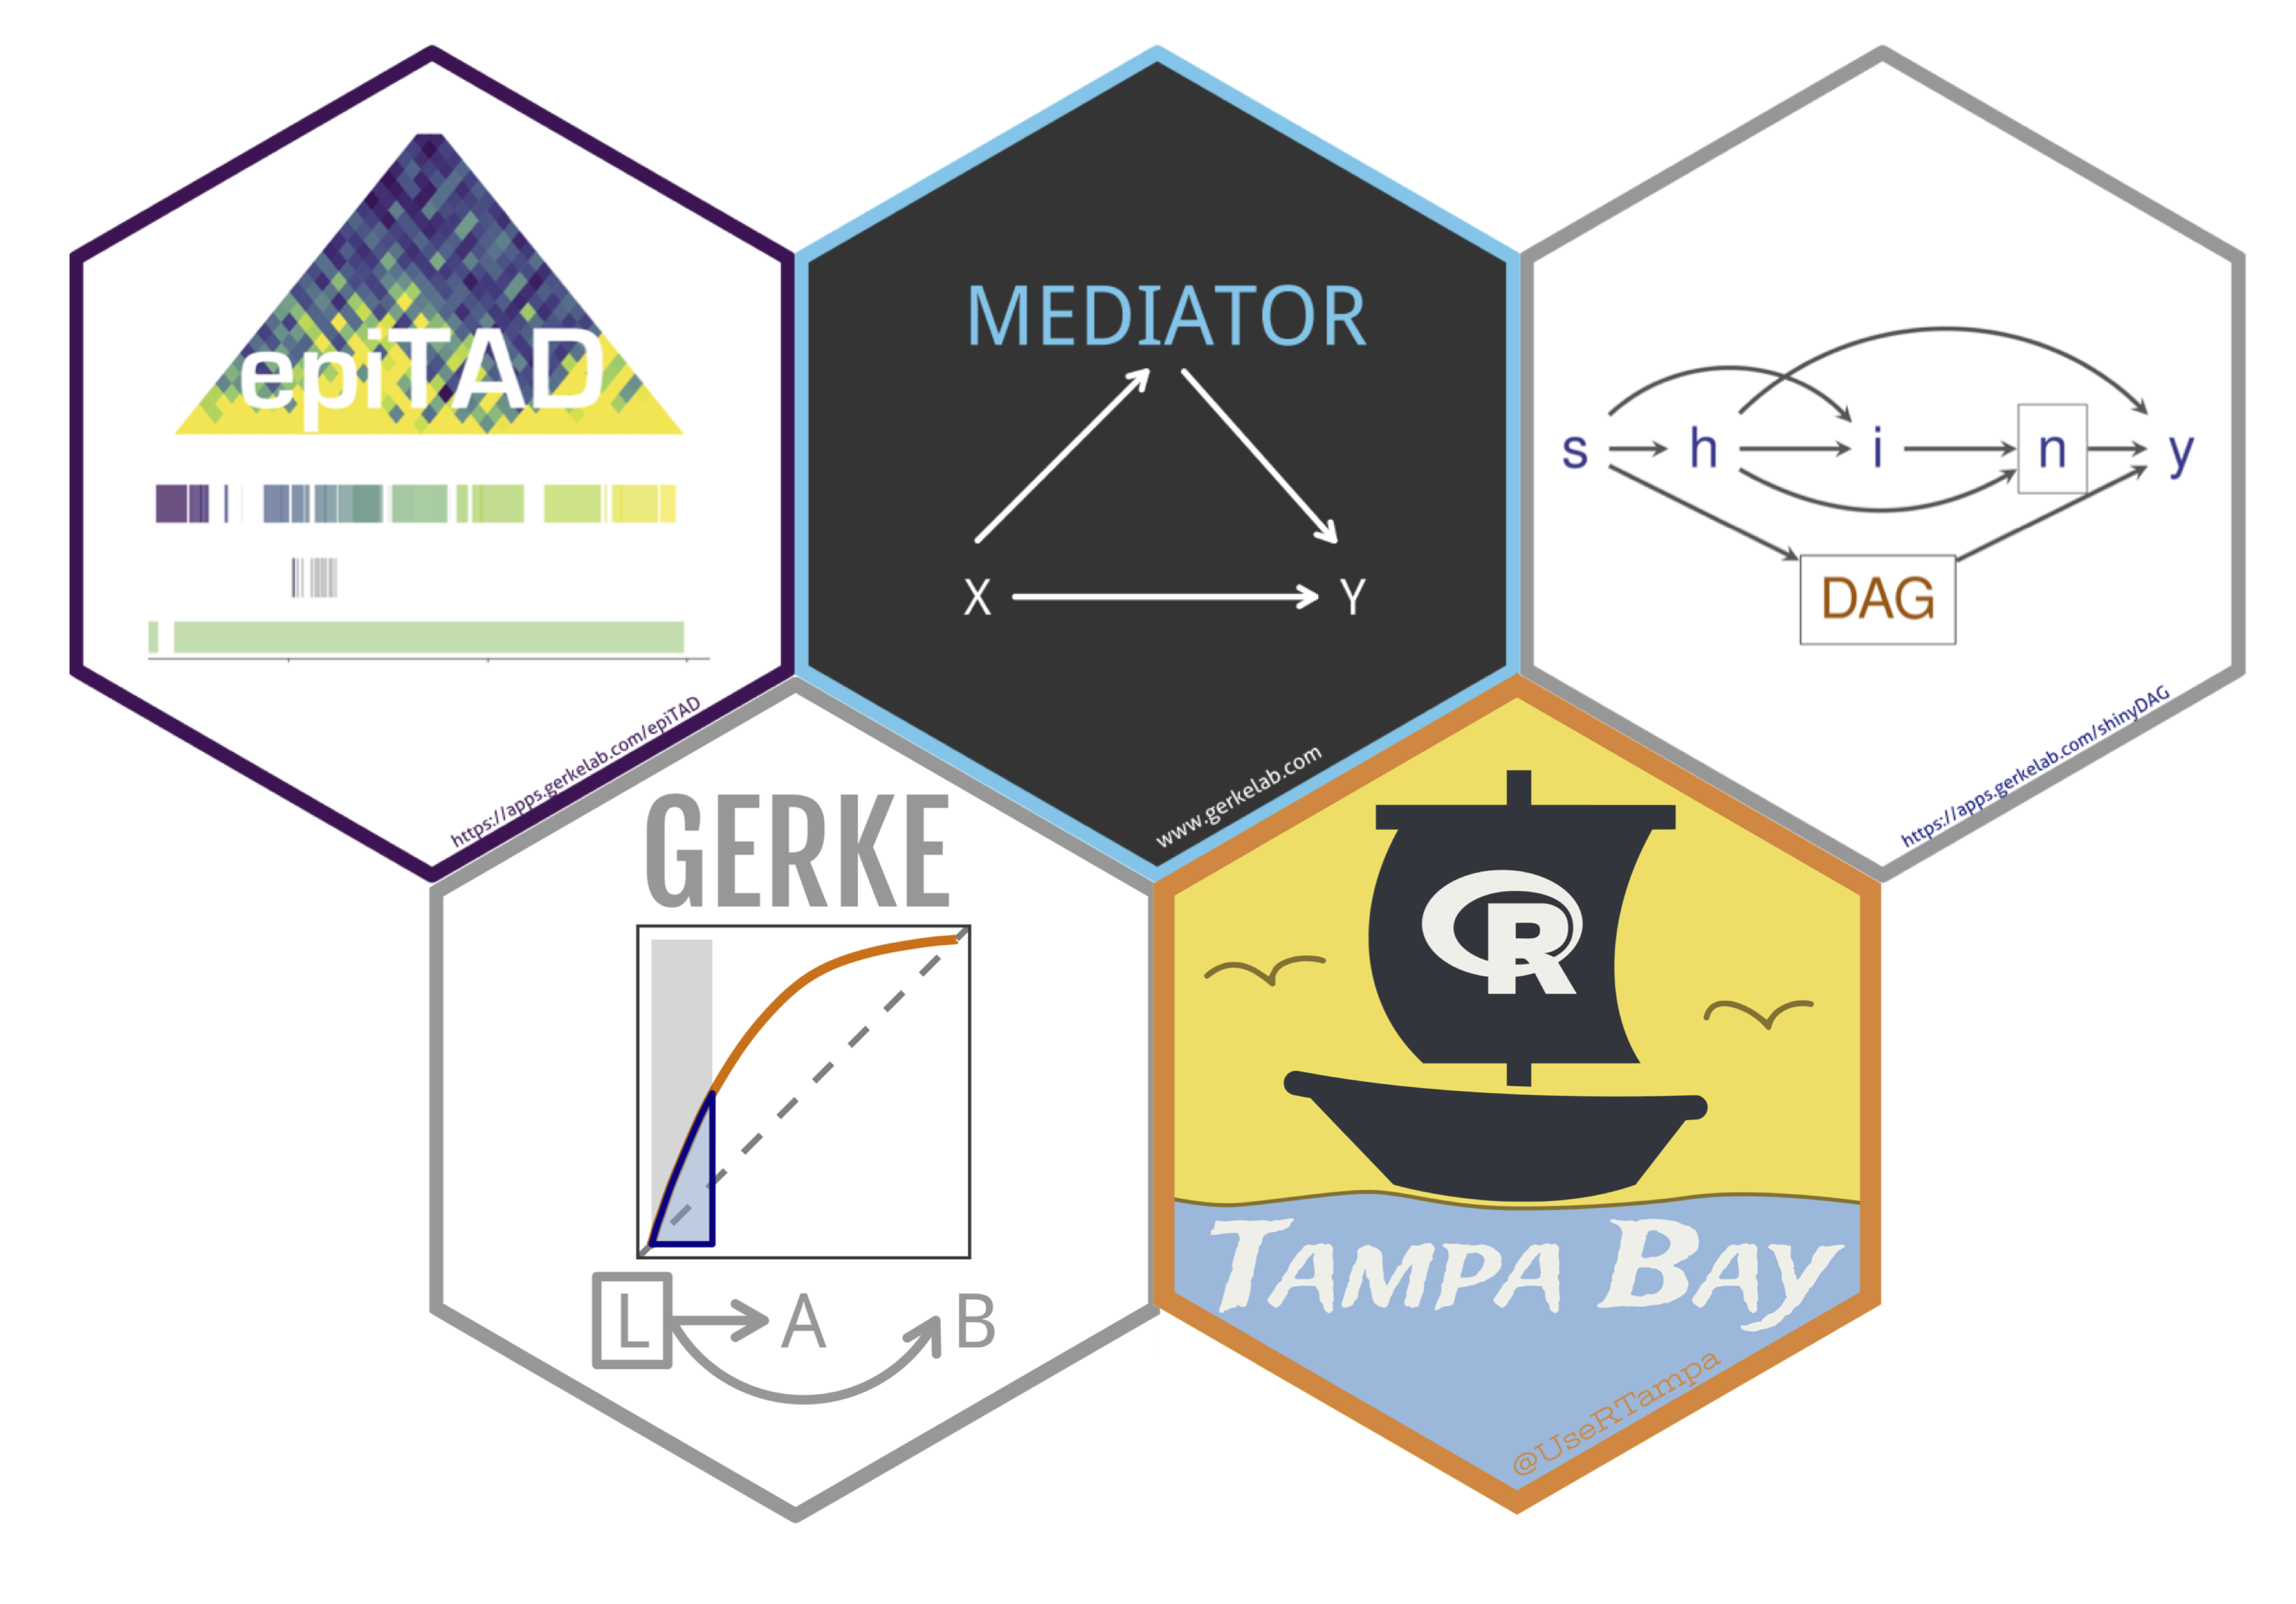 epiTAD
https://apps.gerkelab.com/epiTAD
MEDIATOR
X Y
www.gerkelab.com
s h i n y
DAG
https://apps.gerkelab.com/shinyDAG
GERKE
L A B
R
TAMPA BAY
@UseRTampa